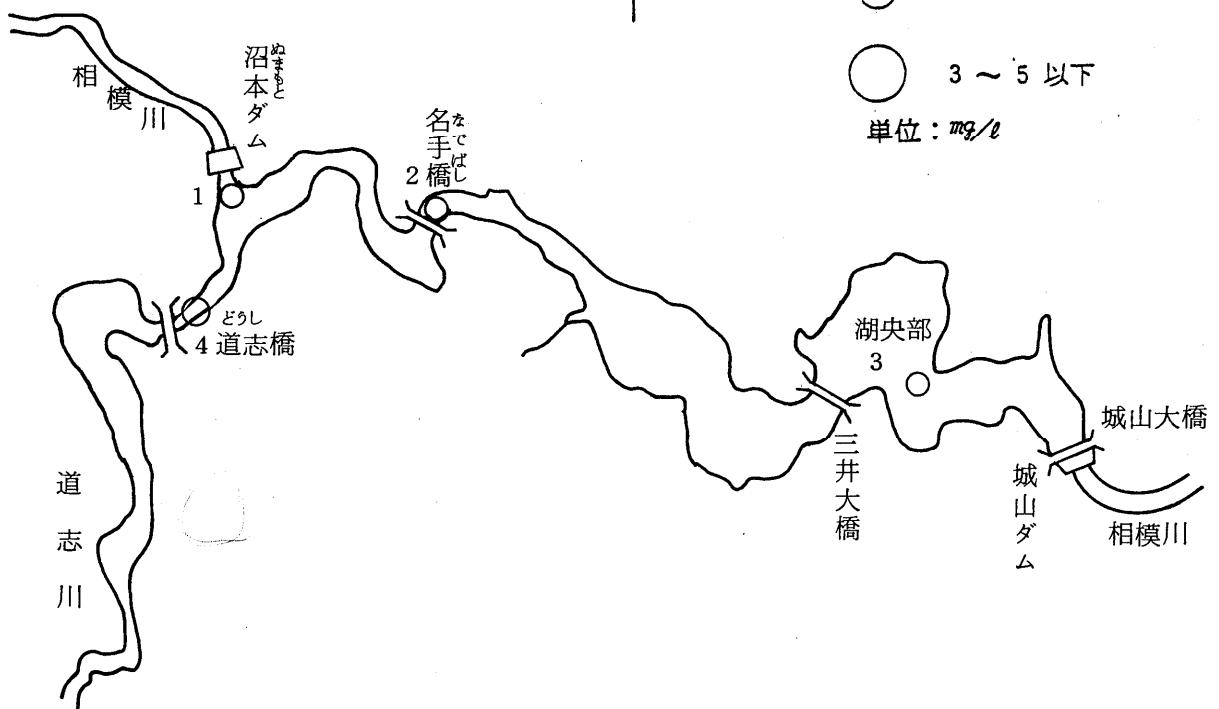 3 ～ 5 以下
単位：mg/l
相模川
沼本ダム
ぬまもと
1
名手橋
なてばし
2
どうし
4 道志橋
道志川
湖央部
3
三井大橋
城山大橋
城山ダム
相模川